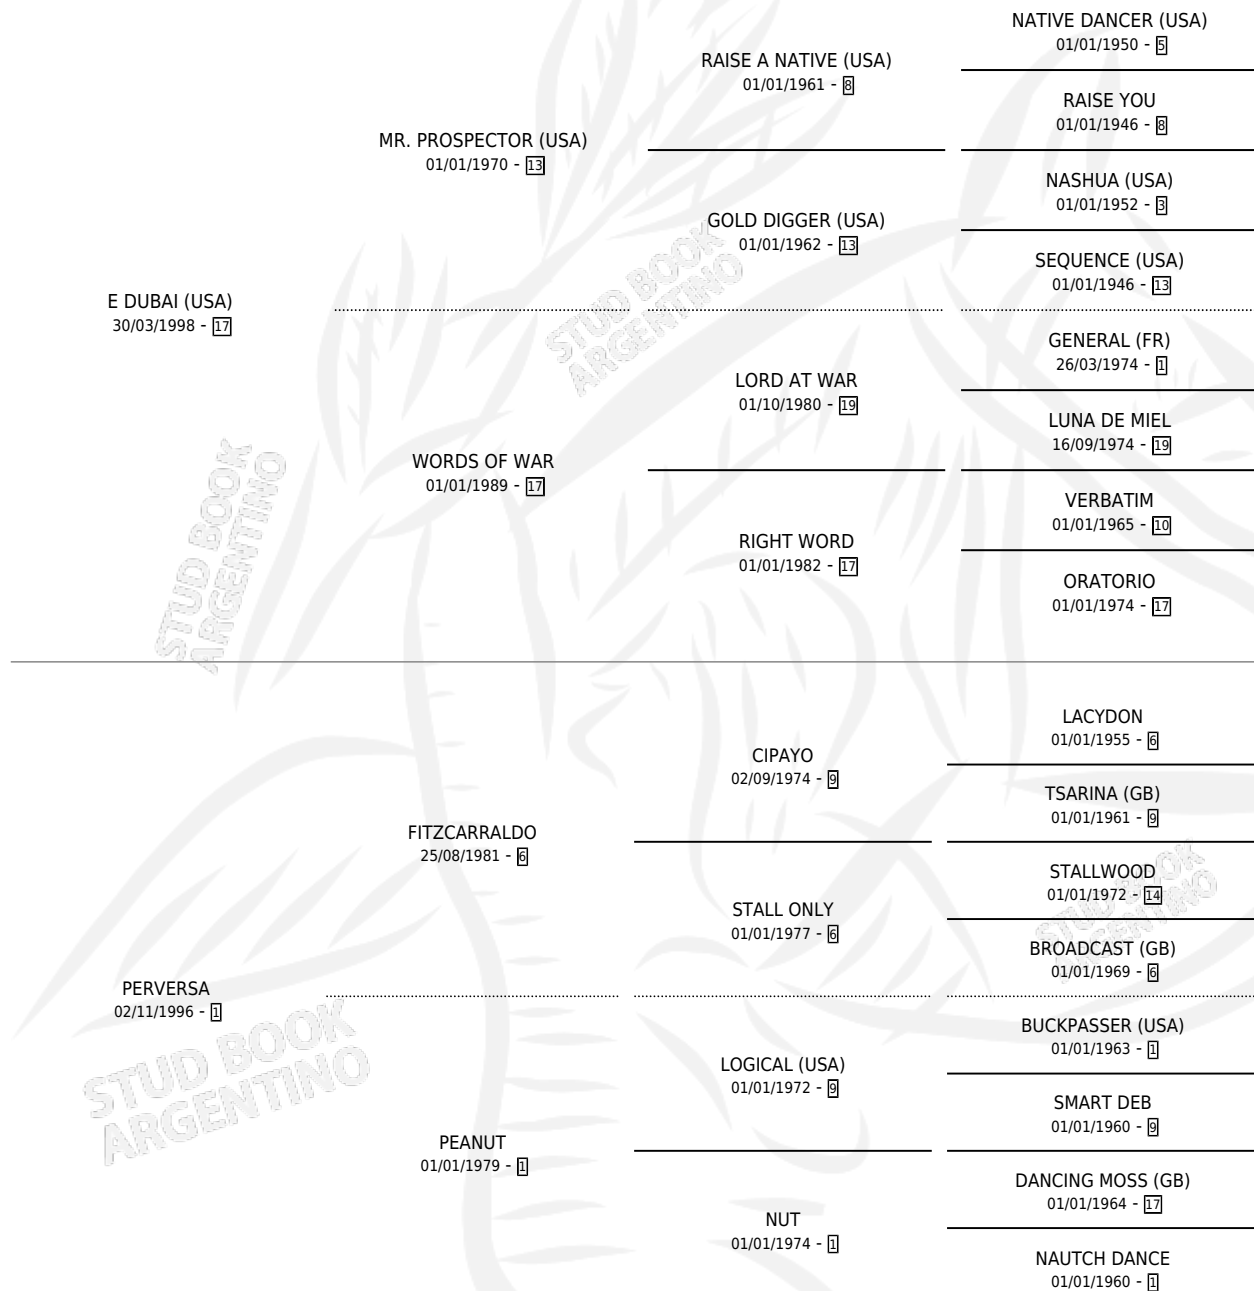 NATIVE DANCER (USA)
01/01/1950 - 5
RAISE A NATIVE (USA)
01/01/1961 - 8
RAISE YOU
01/01/1946 - 8
MR. PROSPECTOR (USA)
01/01/1970 - 13
NASHUA (USA)
01/01/1952 - 3
GOLD DIGGER (USA)
01/01/1962 - 13
SEQUENCE (USA)
01/01/1946 - 13
E DUBAI (USA)
30/03/1998 - 17
GENERAL (FR)
26/03/1974 - 1
LORD AT WAR
01/10/1980 - 19
LUNA DE MIEL
16/09/1974 - 19
WORDS OF WAR
01/01/1989 - 17
VERBATIM
01/01/1965 - 10
RIGHT WORD
01/01/1982 - 17
ORATORIO
01/01/1974 - 17
LACYDON
01/01/1955 - 6
CIPAYO
02/09/1974 - 9
TSARINA (GB)
01/01/1961 - 9
FITZCARRALDO
25/08/1981 - 6
STALLWOOD
01/01/1972 - 14
STALL ONLY
01/01/1977 - 6
BROADCAST (GB)
01/01/1969 - 6
PERVERSA
02/11/1996 - 1
BUCKPASSER (USA)
01/01/1963 - 1
LOGICAL (USA)
01/01/1972 - 9
SMART DEB
01/01/1960 - 9
PEANUT
01/01/1979 - 1
DANCING MOSS (GB)
01/01/1964 - 17
NUT
01/01/1974 - 1
NAUTCH DANCE
01/01/1960 - 1
STUD BOOK
ARGENTINO
STUD BOOK
ARGENTINO
STUD BOOK
ARGENTINO
STUD BOOK
ARGENTINO